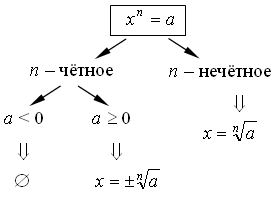 xⁿ = a
n – чётное n – нечётное
a < 0 a ≥ 0 ⇓
⇓ ⇓ x = ⁿ√a
∅ x = ±ⁿ√a